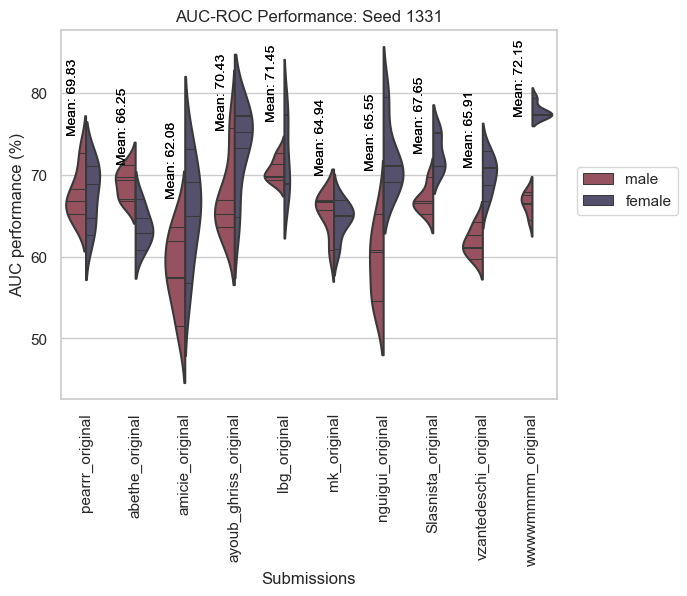 AUC-ROC Performance: Seed 1331
AUC performance (%)
80
70
60
50
Mean: 69.83
Mean: 66.25
Mean: 62.08
Mean: 70.43
Mean: 71.45
Mean: 64.94
Mean: 65.55
Mean: 67.65
Mean: 65.91
Mean: 72.15
male
female
pearrr_original
abethe_original
amicie_original
ayoub_ghriss_original
lbg_original
mk_original
nguigui_original
Slasnista_original
vzantedeschi_original
wwwwmmmm_original
Submissions